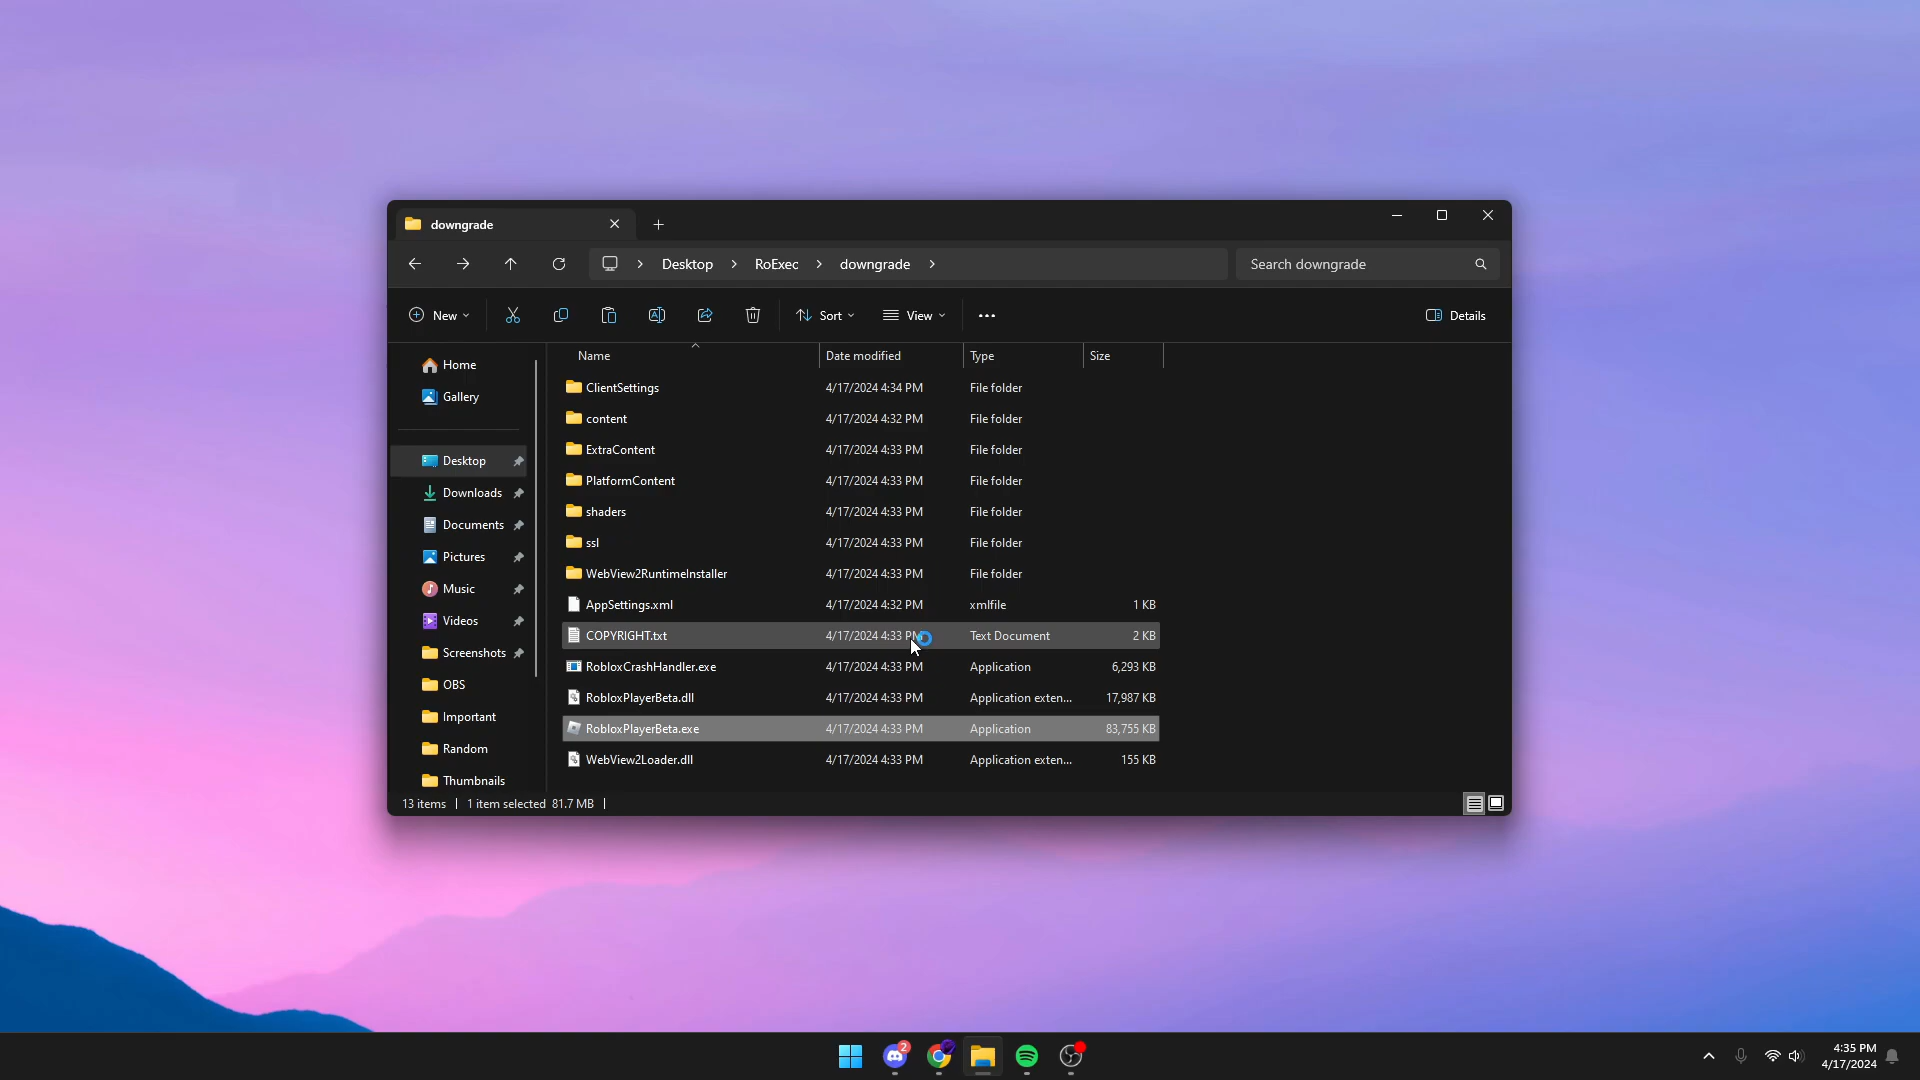 downgrade
Desktop > RoExec > downgrade >
Search downgrade
New
Sort
View
Details
Home
Gallery
Desktop
Downloads
Documents
Pictures
Music
Videos
Screenshots
OBS
Important
Random
Thumbnails
Name Date modified Type Size
ClientSettings 4/17/2024 4:34 PM File folder
content 4/17/2024 4:32 PM File folder
ExtraContent 4/17/2024 4:33 PM File folder
PlatformContent 4/17/2024 4:33 PM File folder
shaders 4/17/2024 4:33 PM File folder
ssl 4/17/2024 4:33 PM File folder
WebView2RuntimeInstaller 4/17/2024 4:33 PM File folder
AppSettings.xml 4/17/2024 4:32 PM xmlfile 1 KB
COPYRIGHT.txt 4/17/2024 4:33 PM Text Document 2 KB
RobloxCrashHandler.exe 4/17/2024 4:33 PM Application 6,293 KB
RobloxPlayerBeta.dll 4/17/2024 4:33 PM Application exten... 17,987 KB
RobloxPlayerBeta.exe 4/17/2024 4:33 PM Application 83,755 KB
WebView2Loader.dll 4/17/2024 4:33 PM Application exten... 155 KB
13 items | 1 item selected 81.7 MB |
2
4:35 PM
4/17/2024